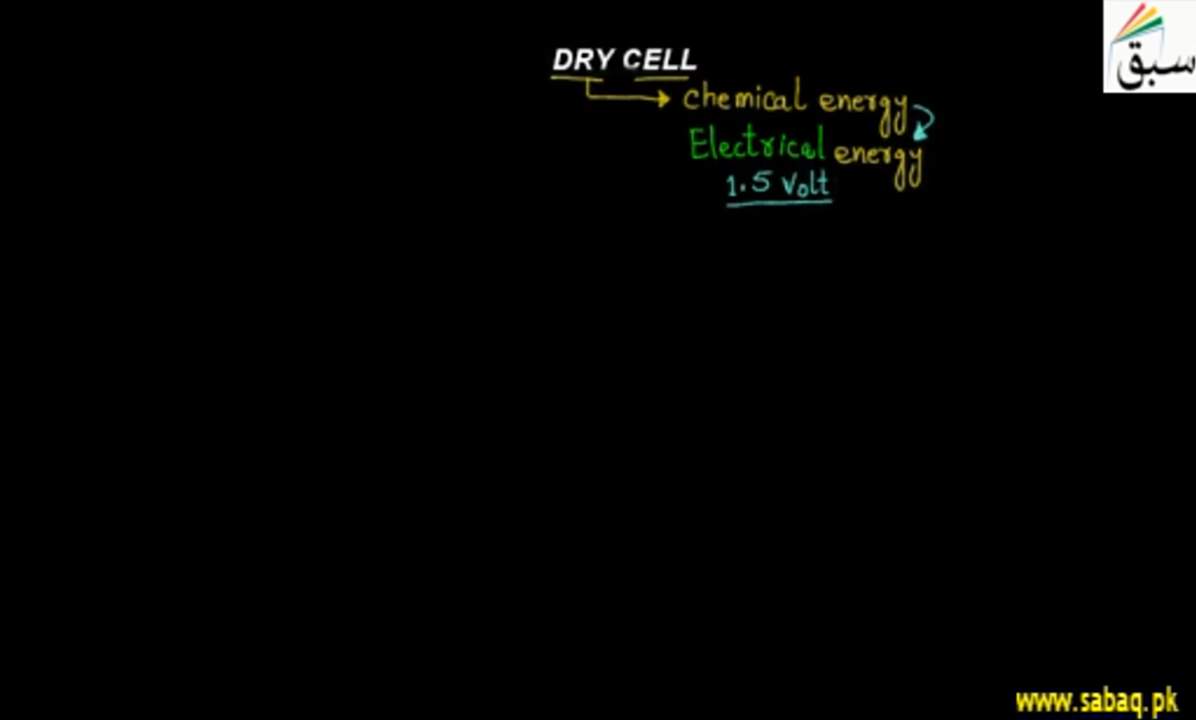 سبق
DRY CELL
chemical energy
Electrical energy
1.5 Volt
www.sabaq.pk